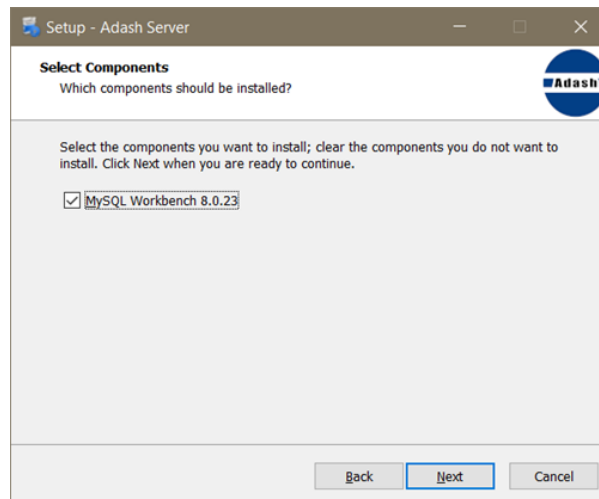 Setup - Adash Server
Select Components
Which components should be installed?
Adash
Select the components you want to install; clear the components you do not want to
install. Click Next when you are ready to continue.
MySQL Workbench 8.0.23
Back
Next
Cancel